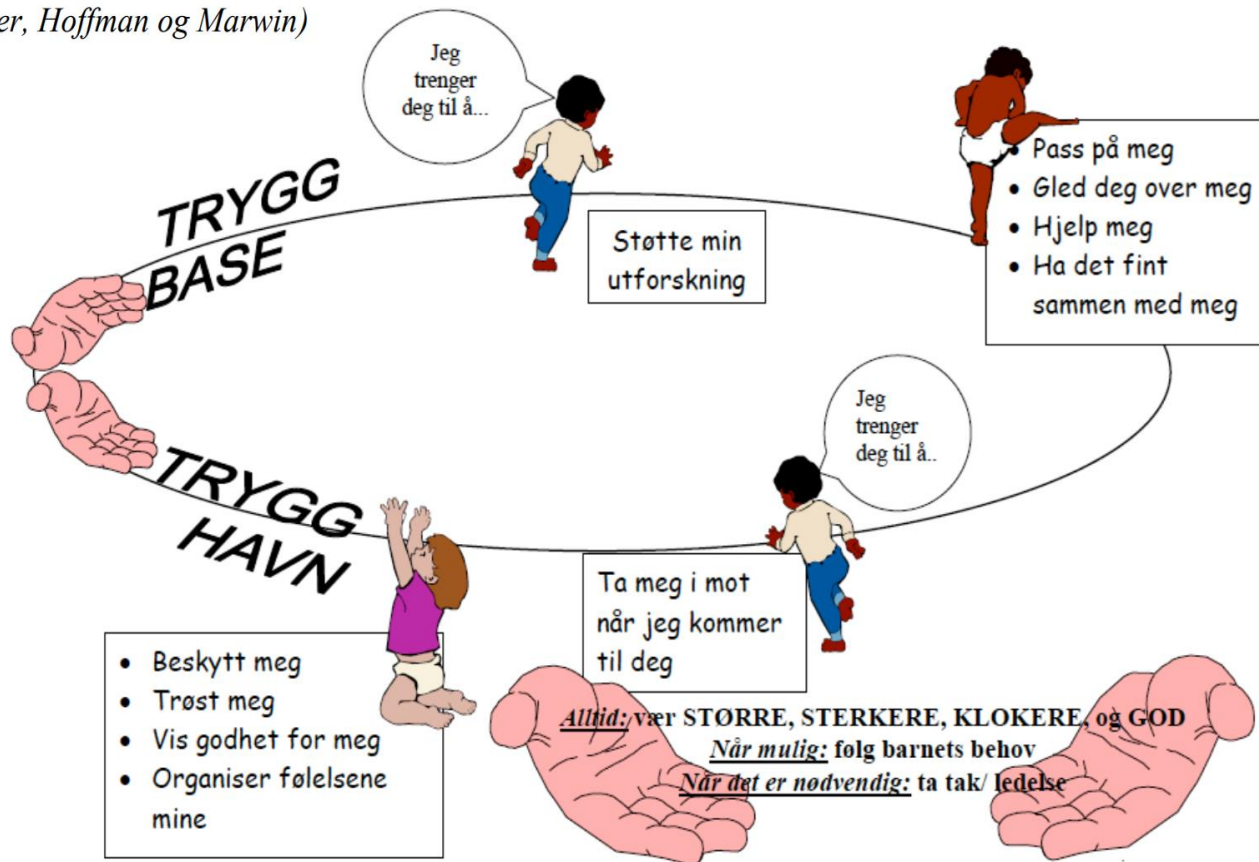 er, Hoffman og Marwin)
Jeg
trenger
deg til å...
TRYGG
BASE
Støtte min
utforskning
• Pass på meg
• Gled deg over meg
• Hjelp meg
• Ha det fint
sammen med meg
Jeg
trenger
deg til å..
TRYGG
HAVN
Ta meg i mot
når jeg kommer
til deg
• Beskytt meg
• Trøst meg
• Vis godhet for meg
• Organiser følelsene
mine
Alltid: vær STØRRE, STERKERE, KLOKERE, og GOD
Når mulig: følg barnets behov
Når det er nødvendig: ta tak/ ledelse